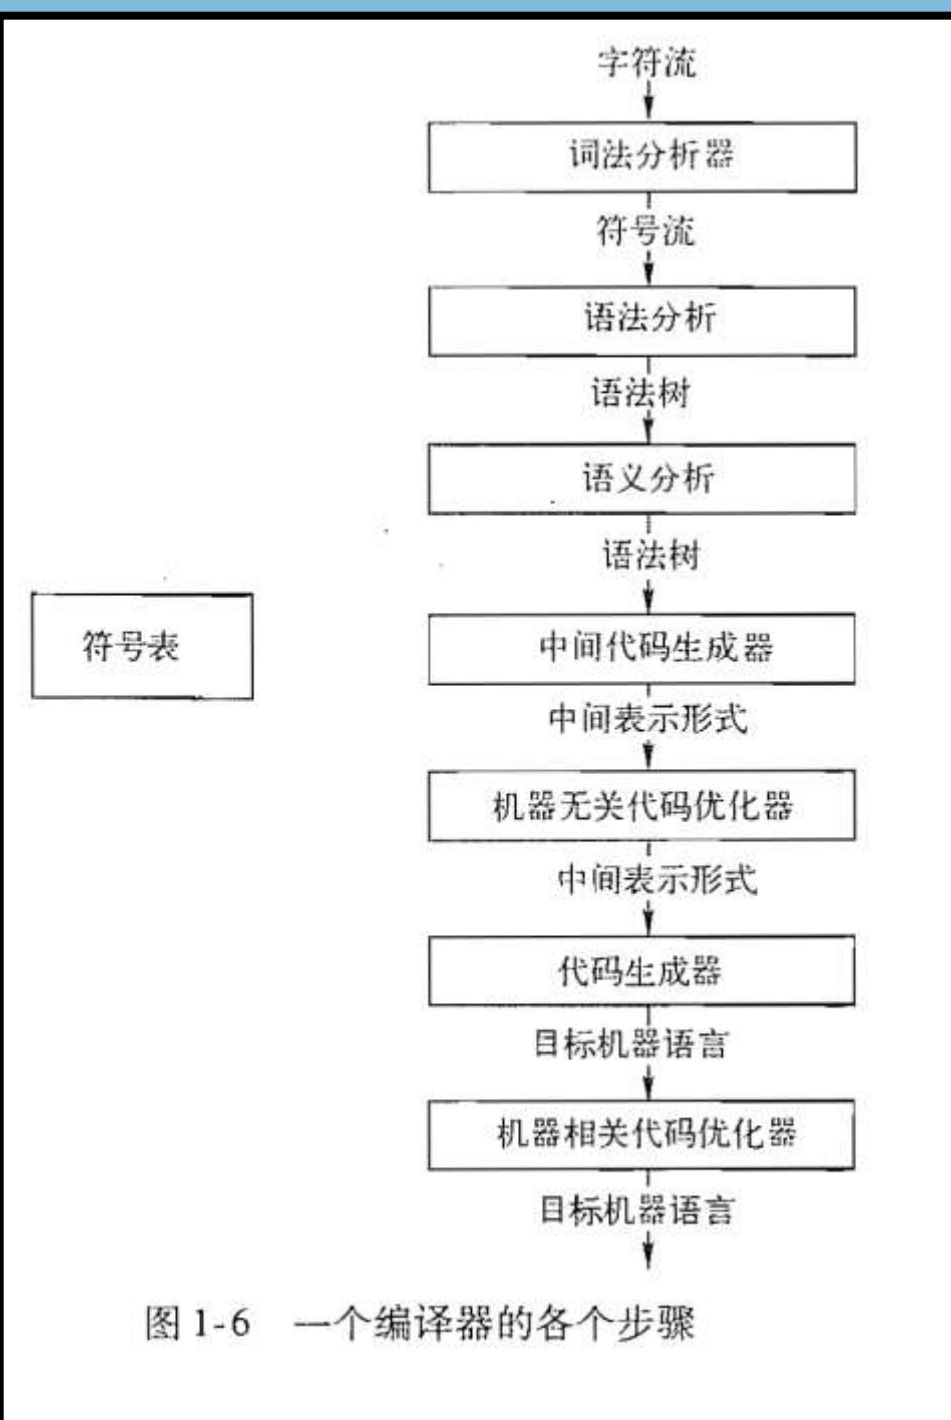 字符流
词法分析器
符号流
语法分析
语法树
语义分析
语法树
符号表
中间代码生成器
中间表示形式
机器无关代码优化器
中间表示形式
代码生成器
目标机器语言
机器相关代码优化器
目标机器语言
图 1-6 一个编译器的各个步骤